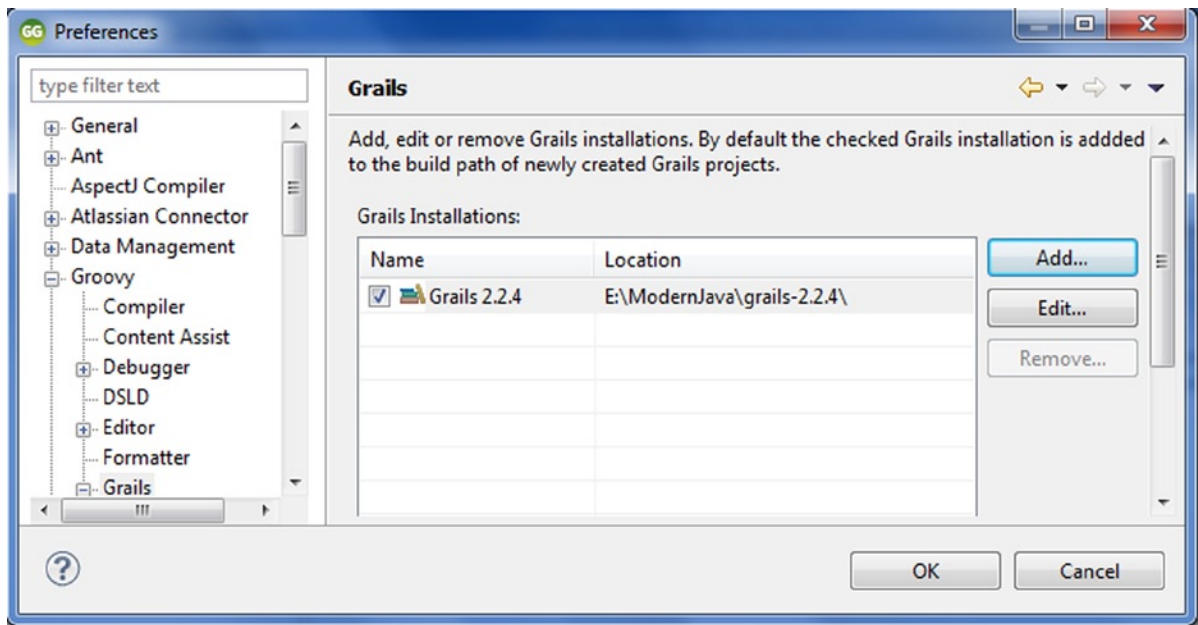 GG Preferences
type filter text
General
Ant
AspectJ Compiler
Atlassian Connector
Data Management
Groovy
Compiler
Content Assist
Debugger
DSLD
Editor
Formatter
Grails
Grails
Add, edit or remove Grails installations. By default the checked Grails installation is addded
to the build path of newly created Grails projects.
Grails Installations:
Name Location
Grails 2.2.4 E:\ModernJava\grails-2.2.4\
Add...
Edit...
Remove...
OK Cancel